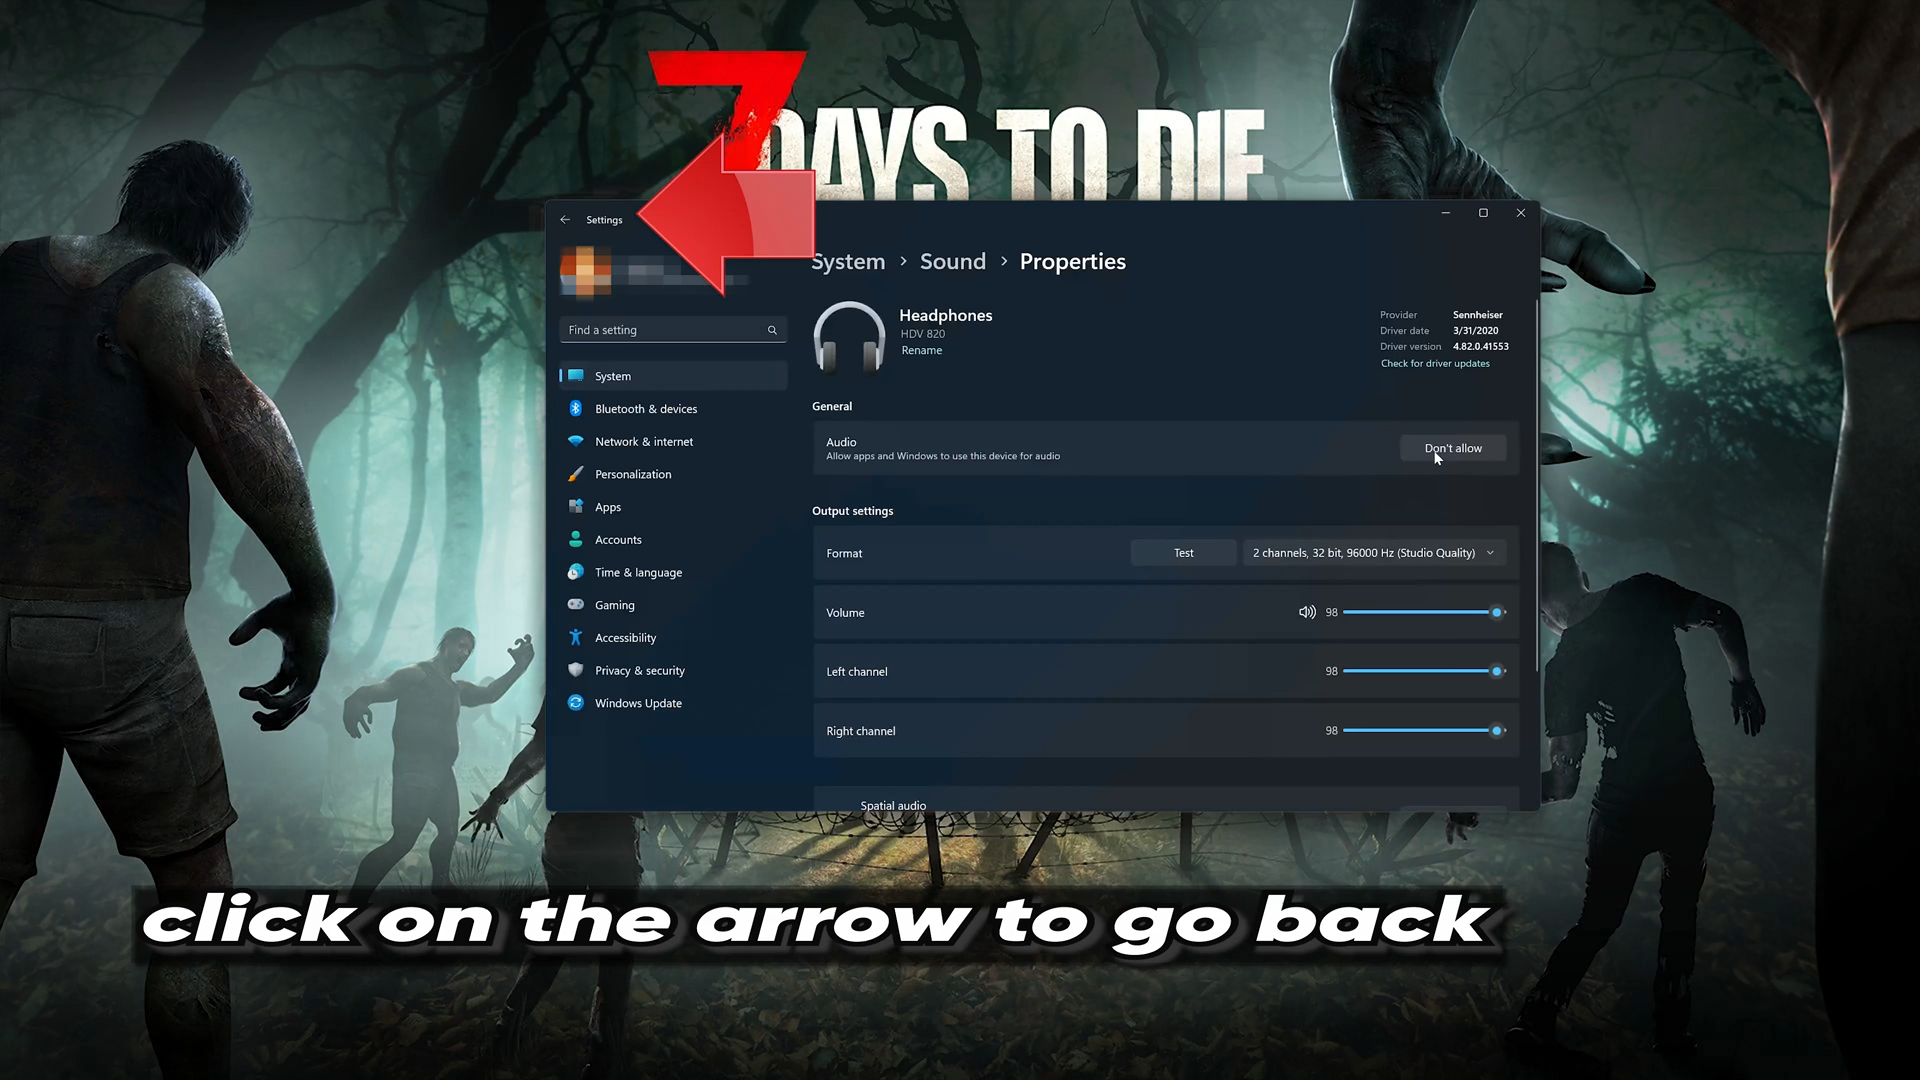 7 DAYS TO DIE
Settings
System > Sound > Properties
Find a setting
System
Bluetooth & devices
Network & internet
Personalization
Apps
Accounts
Time & language
Gaming
Accessibility
Privacy & security
Windows Update
Headphones
HDV 820
Rename
Provider Sennheiser
Driver date 3/31/2020
Driver version 4.82.0.41553
Check for driver updates
General
Audio
Allow apps and Windows to use this device for audio
Don't allow
Output settings
Format Test 2 channels, 32 bit, 96000 Hz (Studio Quality)
Volume 98
Left channel 98
Right channel 98
Spatial audio
click on the arrow to go back